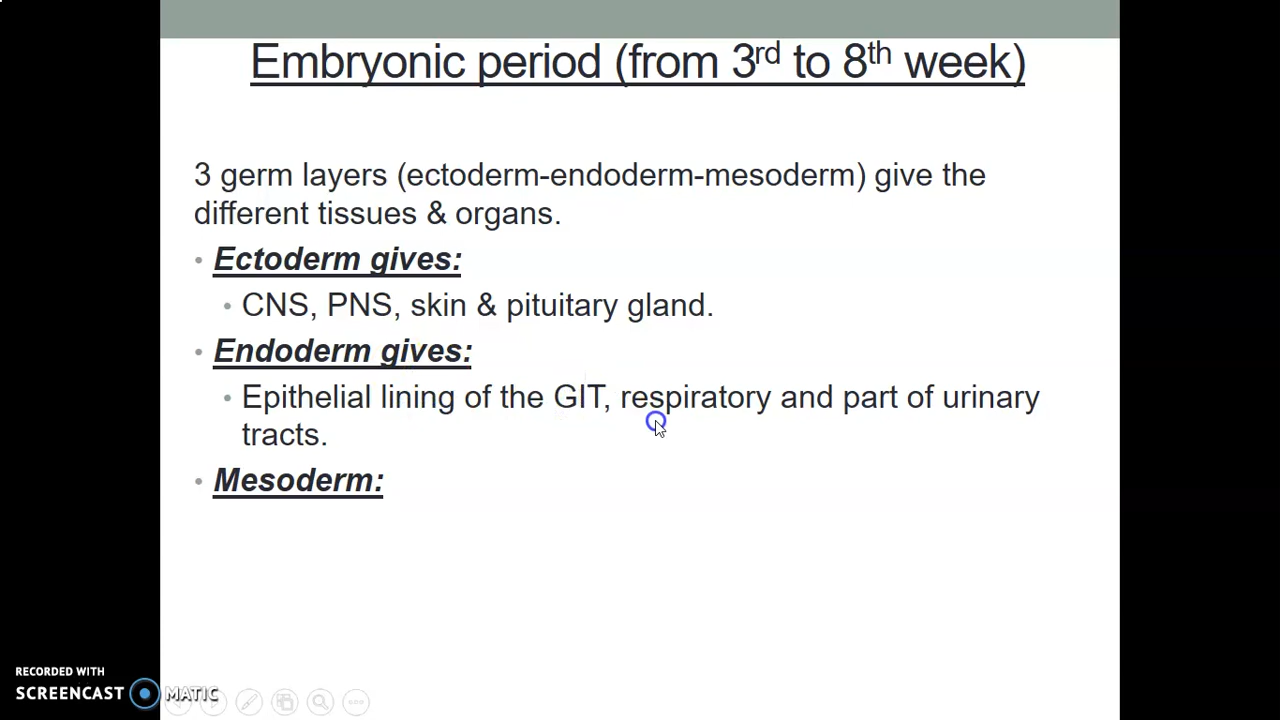 Embryonic period (from 3rd to 8th week)
3 germ layers (ectoderm-endoderm-mesoderm) give the
different tissues & organs.
• Ectoderm gives:
• CNS, PNS, skin & pituitary gland.
• Endoderm gives:
• Epithelial lining of the GIT, respiratory and part of urinary
tracts.
• Mesoderm:
RECORDED WITH
SCREENCAST MATIC